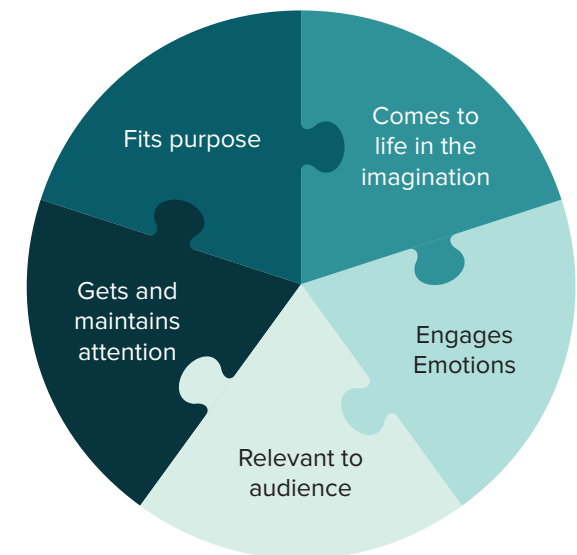 Fits purpose
Comes to
life in the
imagination
Engages
Emotions
Relevant to
audience
Gets and
maintains
attention